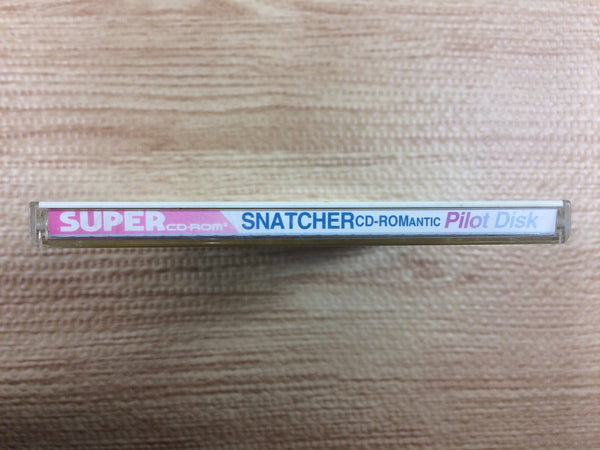 SUPER CD-ROM² SNATCHER CD-ROMANTIC Pilot Disk